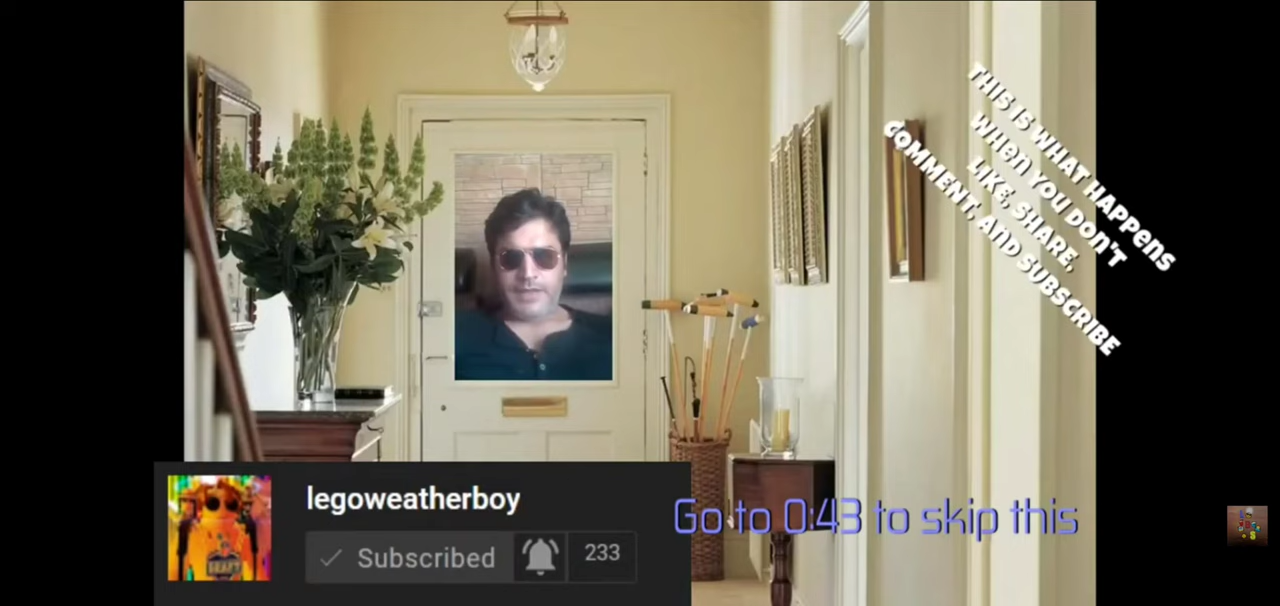 THIS IS WHAT HAPPENS
WHEN YOU DON'T
LIKE, SHARE,
COMMENT, AND SUBSCRIBE
legoweatherboy
Subscribed
233
Go to 0:43 to skip this